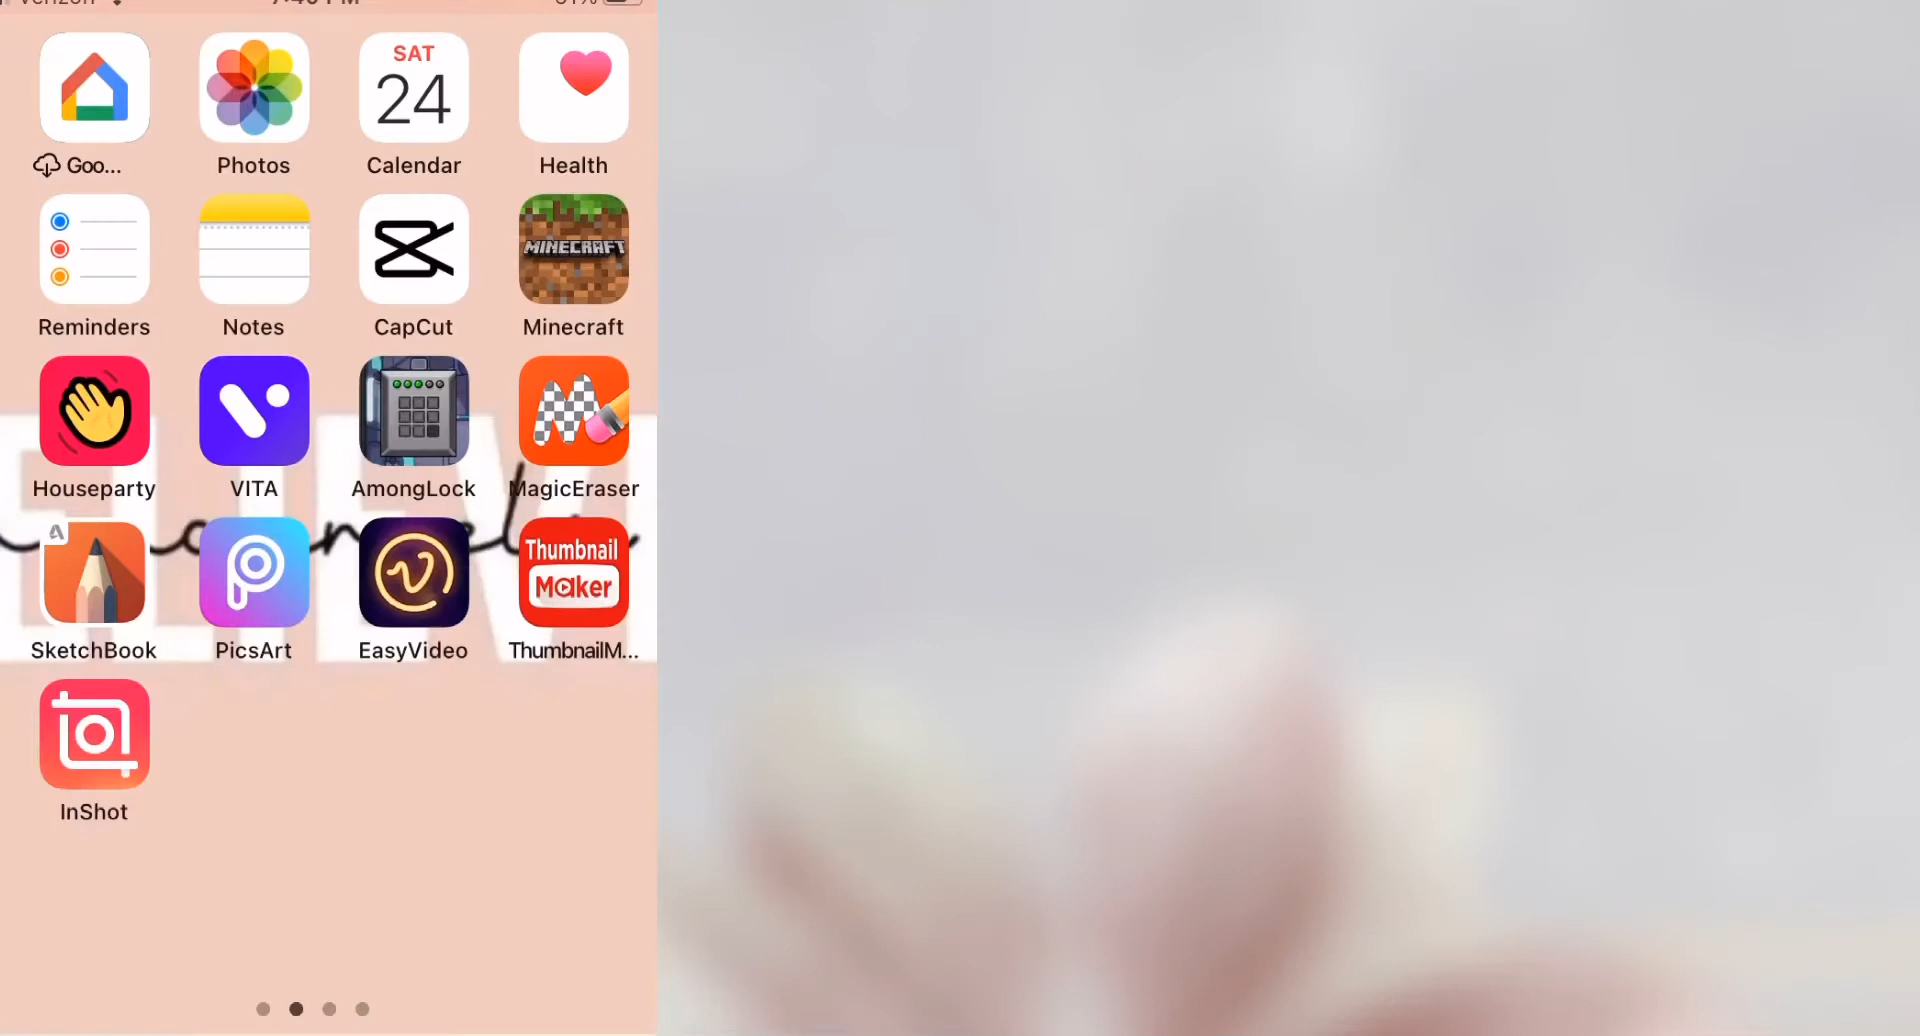 SAT
24
Goo...
Photos
Calendar
Health
MINECRAFT
Reminders
Notes
CapCut
Minecraft
Houseparty
VITA
AmongLock
MagicEraser
Thumbnail
Maker
SketchBook
PicsArt
EasyVideo
ThumbnailM...
InShot